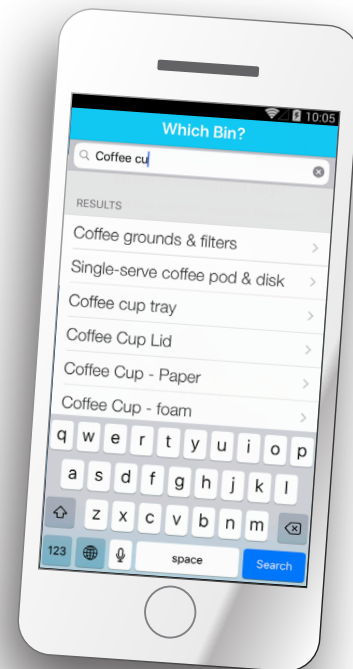 10:05
Which Bin?
Coffee cu
RESULTS
Coffee grounds & filters
Single-serve coffee pod & disk
Coffee cup tray
Coffee Cup Lid
Coffee Cup - Paper
Coffee Cup - foam
q w e r t y u i o p
a s d f g h j k l
z x c v b n m
123 space Search